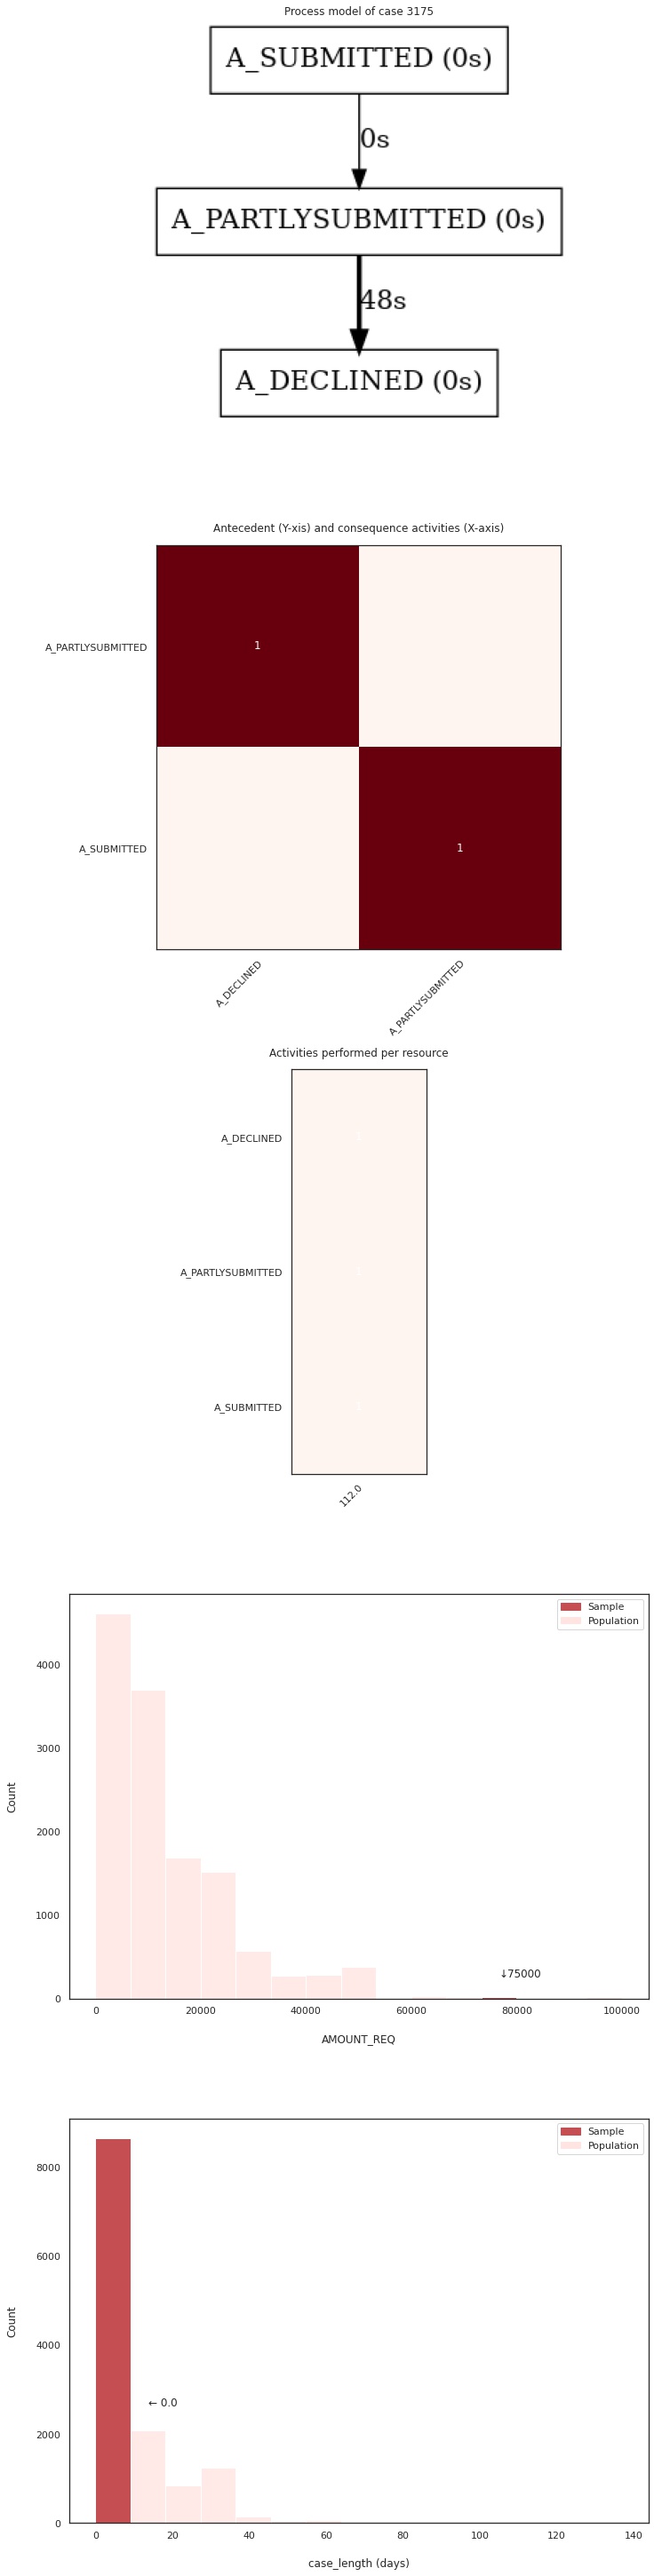 Process model of case 3175
A_SUBMITTED (0s)
0s
A_PARTLYSUBMITTED (0s)
48s
A_DECLINED (0s)
Antecedent (Y-xis) and consequence activities (X-axis)
A_PARTLYSUBMITTED
1
A_SUBMITTED
1
A_DECLINED
A_PARTLYSUBMITTED
Activities performed per resource
A_DECLINED
A_PARTLYSUBMITTED
A_SUBMITTED
112.0
Sample
Population
4000
3000
2000
1000
0
Count
↓75000
0 20000 40000 60000 80000 100000
AMOUNT_REQ
Sample
Population
8000
6000
4000
2000
0
Count
← 0.0
0 20 40 60 80 100 120 140
case_length (days)